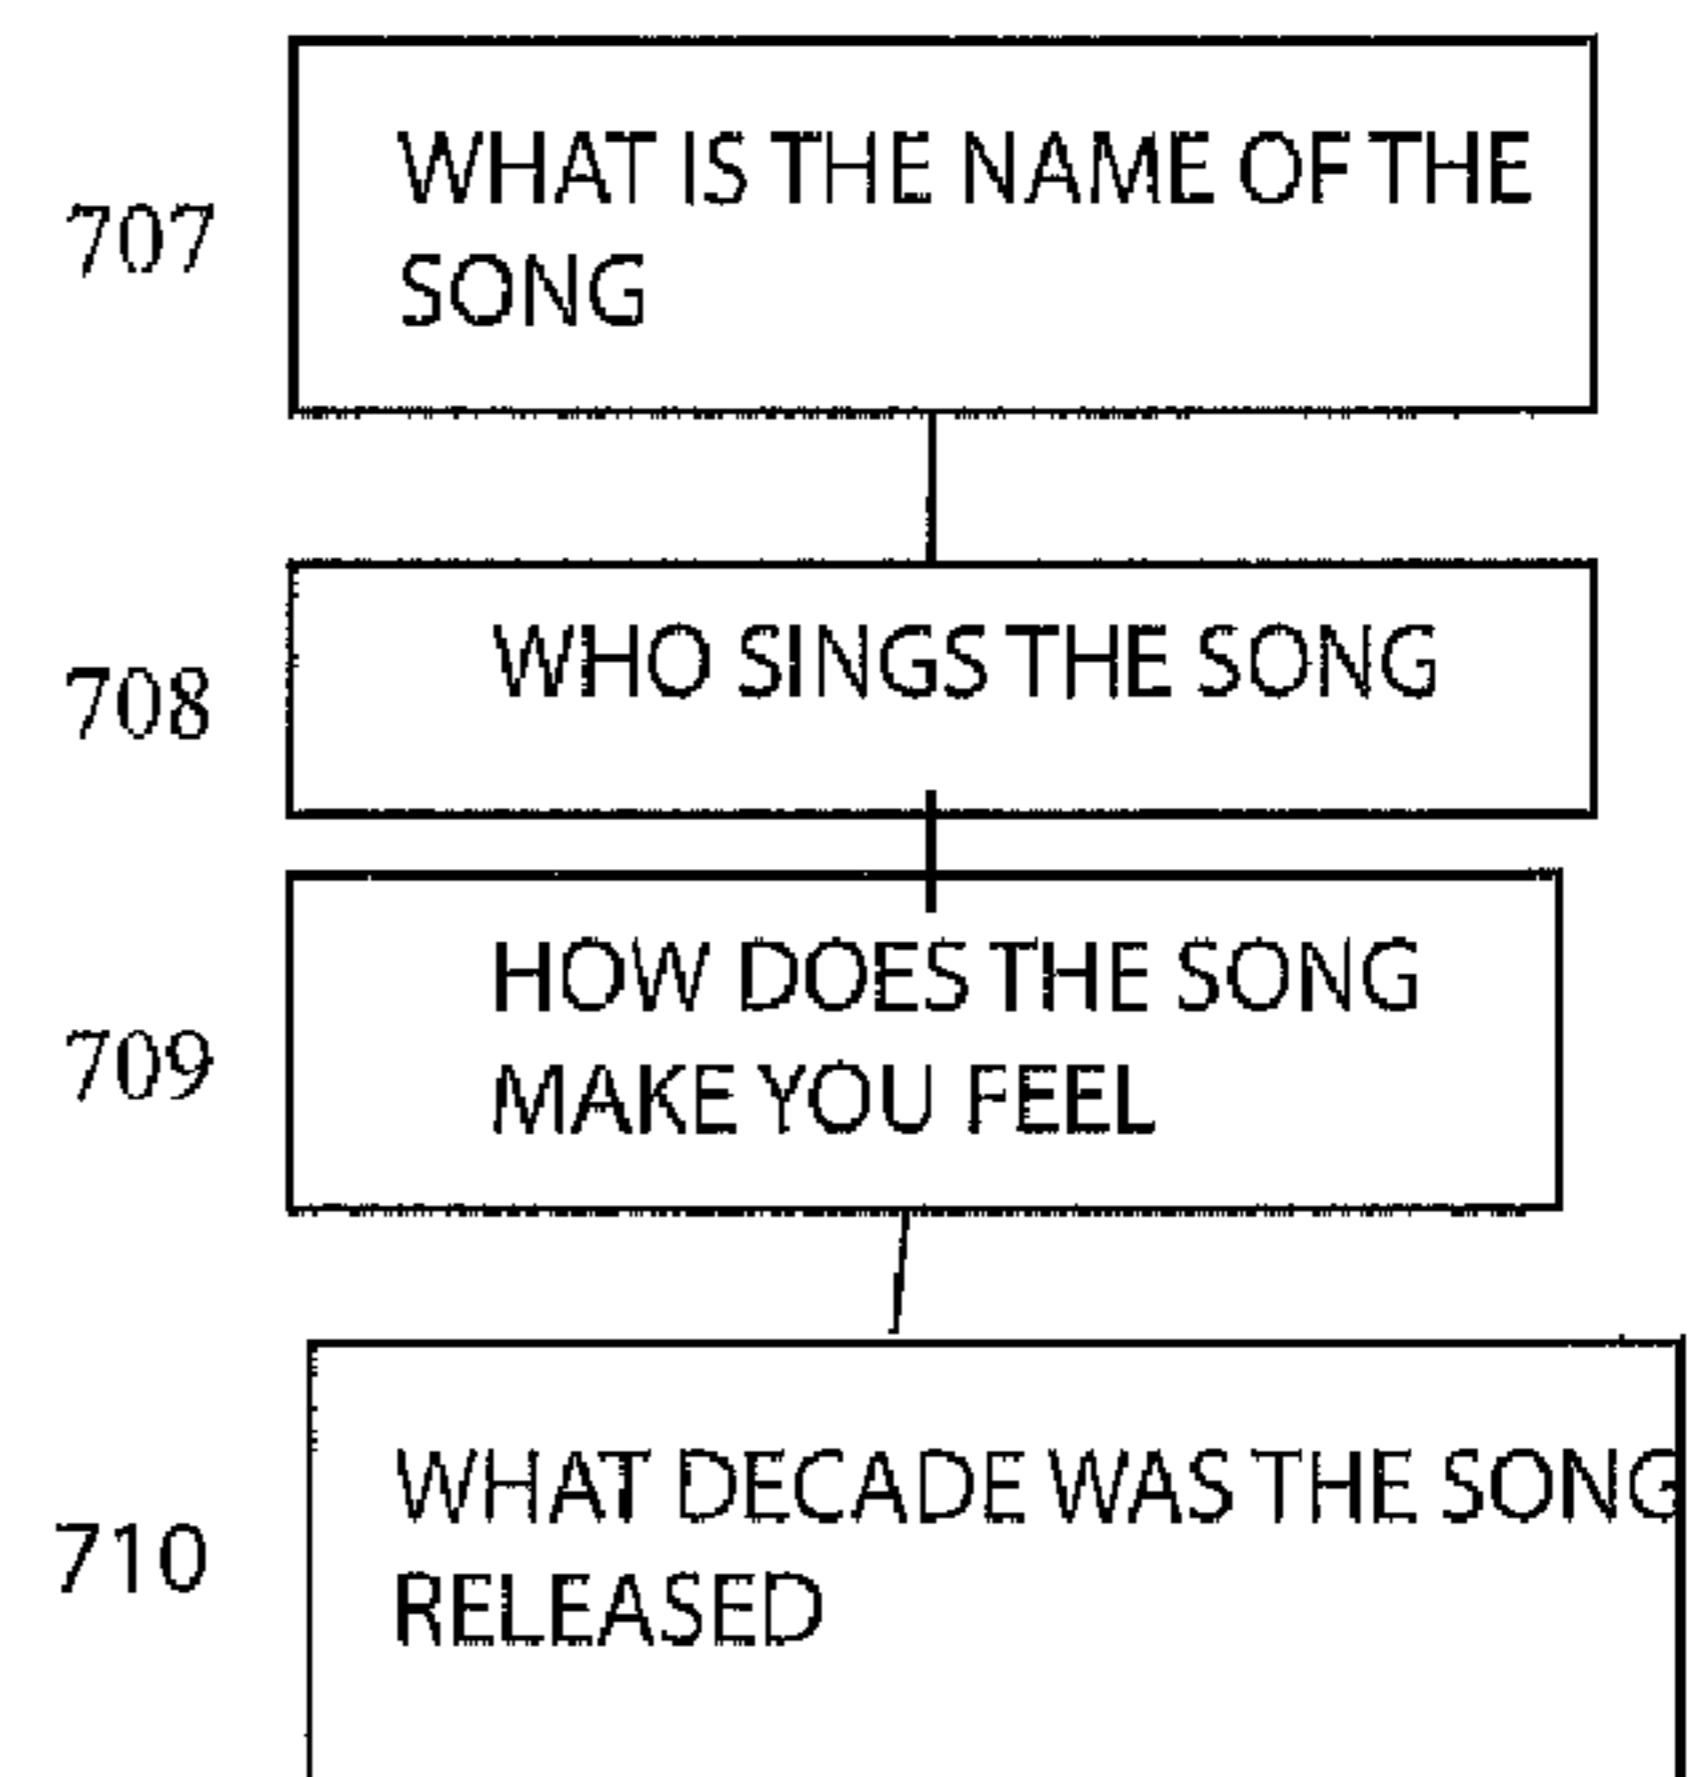 707
WHAT IS THE NAME OF THE
SONG
708
WHO SINGS THE SONG
709
HOW DOES THE SONG
MAKE YOU FEEL
710
WHAT DECADE WAS THE SONG
RELEASED